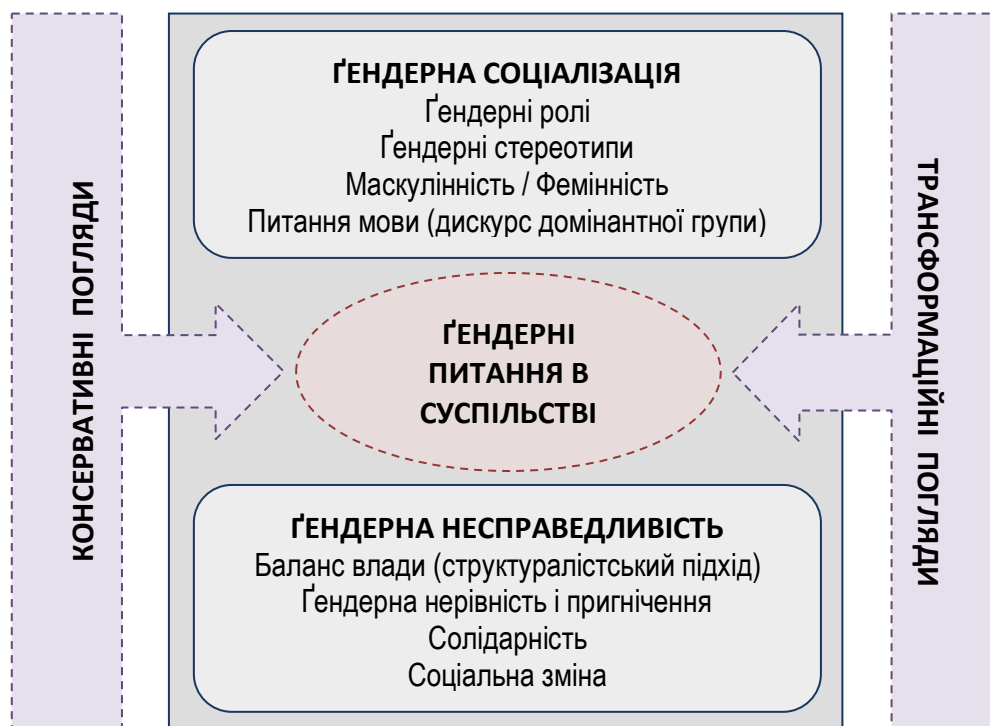 ҐЕНДЕРНА СОЦІАЛІЗАЦІЯ
Ґендерні ролі
Ґендерні стереотипи
Маскулінність / Фемінність
Питання мови (дискурс домінантної групи)
КОНСЕРВАТИВНІ ПОГЛЯДИ
ҐЕНДЕРНІ
ПИТАННЯ В
СУСПІЛЬСТВІ
ТРАНСФОРМАЦІЙНІ ПОГЛЯДИ
ҐЕНДЕРНА НЕСПРАВЕДЛИВІСТЬ
Баланс влади (структуралістський підхід)
Ґендерна нерівність і пригнічення
Солідарність
Соціальна зміна